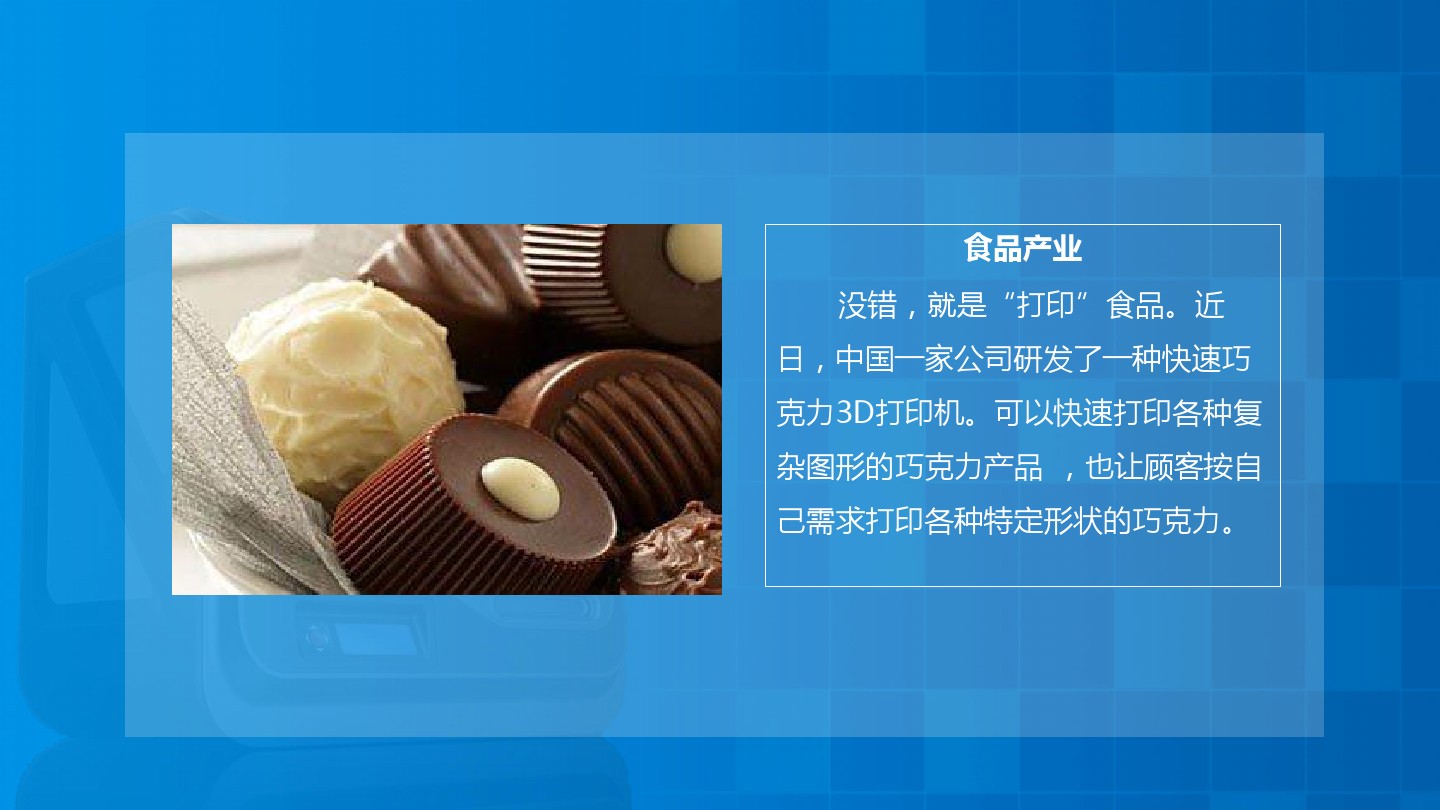 食品产业
没错，就是“打印”食品。近
日，中国一家公司研发了一种快速巧
克力3D打印机。可以快速打印各种复
杂图形的巧克力产品 ，也让顾客按自
己需求打印各种特定形状的巧克力。